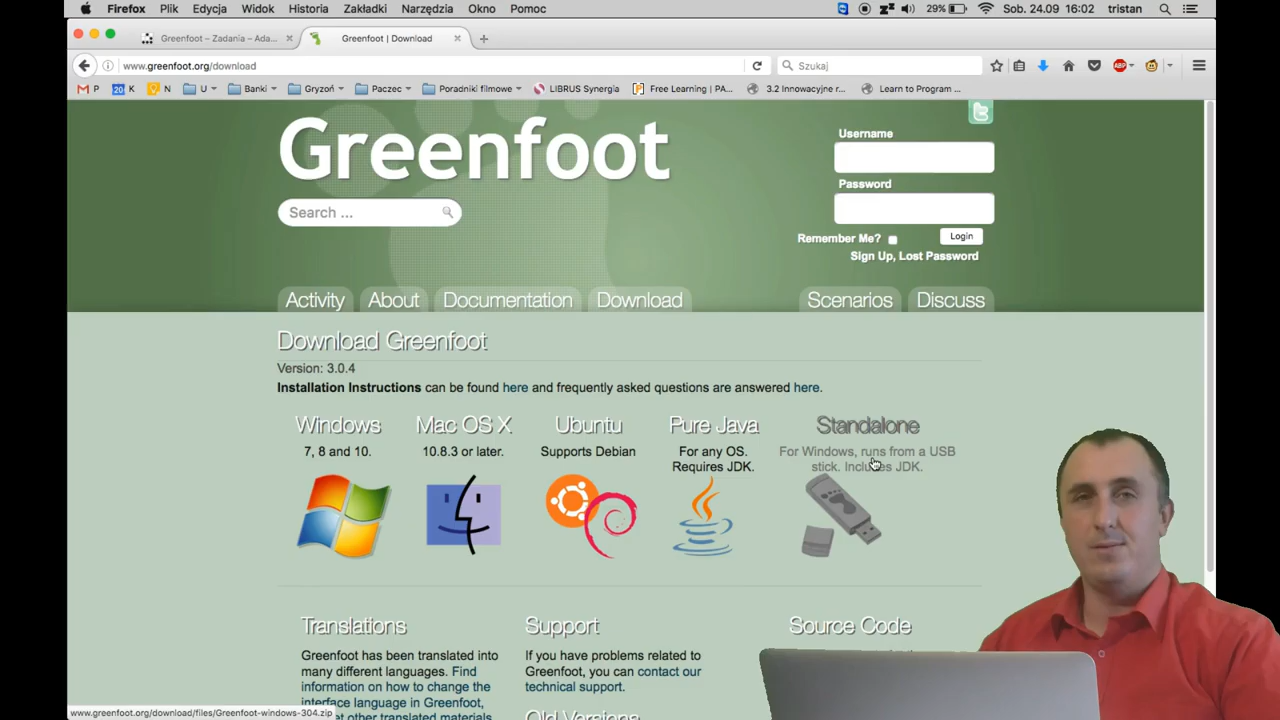 Firefox Plik Edycja Widok Historia Zakładki Narzędzia Okno Pomoc 29% Sob. 24.09 16:02 tristan
Greenfoot – Zadania – Ada... Greenfoot | Download
www.greenfoot.org/download Szukaj
P 20 K N U Banki Gryzoń Paczec Poradniki filmowe LIBRUS Synergia Free Learning | PA... 3.2 Innowacyjne r... Learn to Program ...
Greenfoot
Username
Password
Search ...
Remember Me? Login
Sign Up, Lost Password
Activity About Documentation Download Scenarios Discuss
Download Greenfoot
Version: 3.0.4
Installation Instructions can be found here and frequently asked questions are answered here.
Windows Mac OS X Ubuntu Pure Java Standalone
7, 8 and 10. 10.8.3 or later. Supports Debian For any OS. For Windows, runs from a USB
Requires JDK. stick. Includes JDK.
Translations Support Source Code
Greenfoot has been translated into
many different languages. Find
information on how to change the
interface language in Greenfoot,
other translated materials
If you have problems related to
Greenfoot, you can contact our
technical support.
Old Versions
www.greenfoot.org/download/files/Greenfoot-windows-304.zip